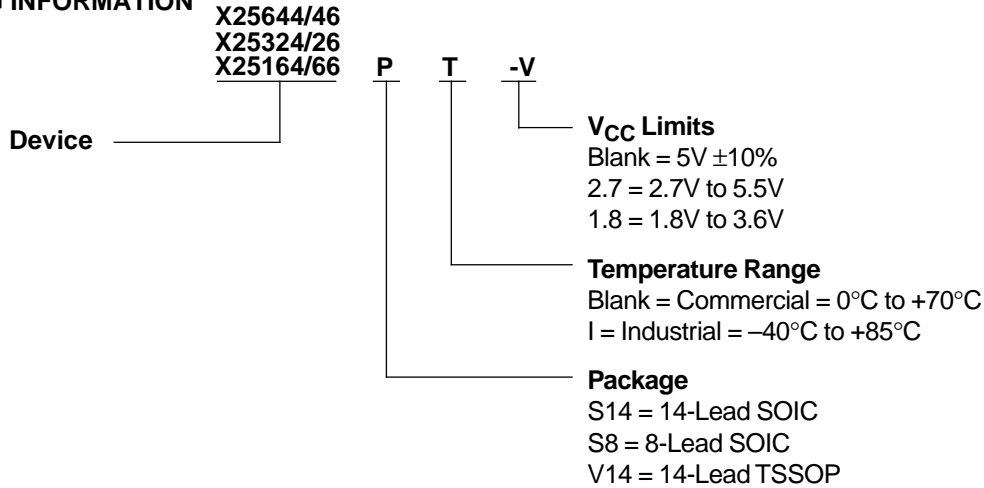 INFORMATION
X25644/46
X25324/26
X25164/66 P T -V
Device
VCC Limits
Blank = 5V ±10%
2.7 = 2.7V to 5.5V
1.8 = 1.8V to 3.6V
Temperature Range
Blank = Commercial = 0°C to +70°C
I = Industrial = –40°C to +85°C
Package
S14 = 14-Lead SOIC
S8 = 8-Lead SOIC
V14 = 14-Lead TSSOP